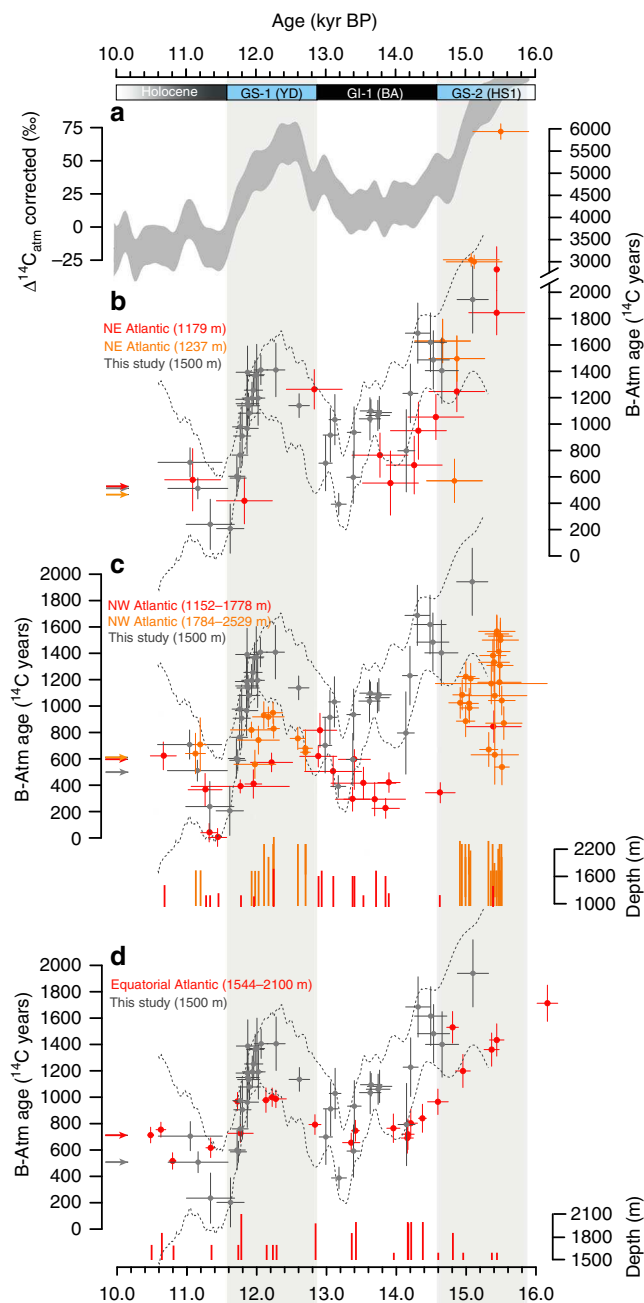 Age (kyr BP)
10.0 11.0 12.0 13.0 14.0 15.0 16.0
Holocene GS-1 (YD) GI-1 (BA) GS-2 (HS1)
a
Δ¹⁴C_atm corrected (‰)
75
50
25
0
−25
6000
5500
5000
4500
4000
3500
3000
2000
1800
1600
1400
1200
1000
800
600
400
200
0
B-Atm age (¹⁴C years)
b
NE Atlantic (1179 m)
NE Atlantic (1237 m)
This study (1500 m)
c
NW Atlantic (1152–1778 m)
NW Atlantic (1784–2529 m)
This study (1500 m)
B-Atm age (¹⁴C years)
2000
1800
1600
1400
1200
1000
800
600
400
200
0
2200
1600
1000
Depth (m)
d
Equatorial Atlantic (1544–2100 m)
This study (1500 m)
B-Atm age (¹⁴C years)
2000
1800
1600
1400
1200
1000
800
600
400
200
0
2100
1800
1500
Depth (m)
10.0 11.0 12.0 13.0 14.0 15.0 16.0